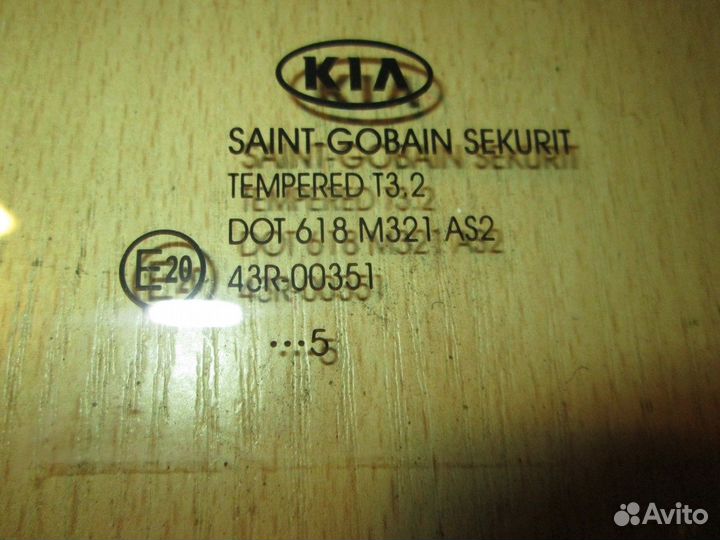 KIA
SAINT-GOBAIN SEKURIT
TEMPERED T3.2
DOT 618 M321 AS2
E20 43R-00351
····5
Avito